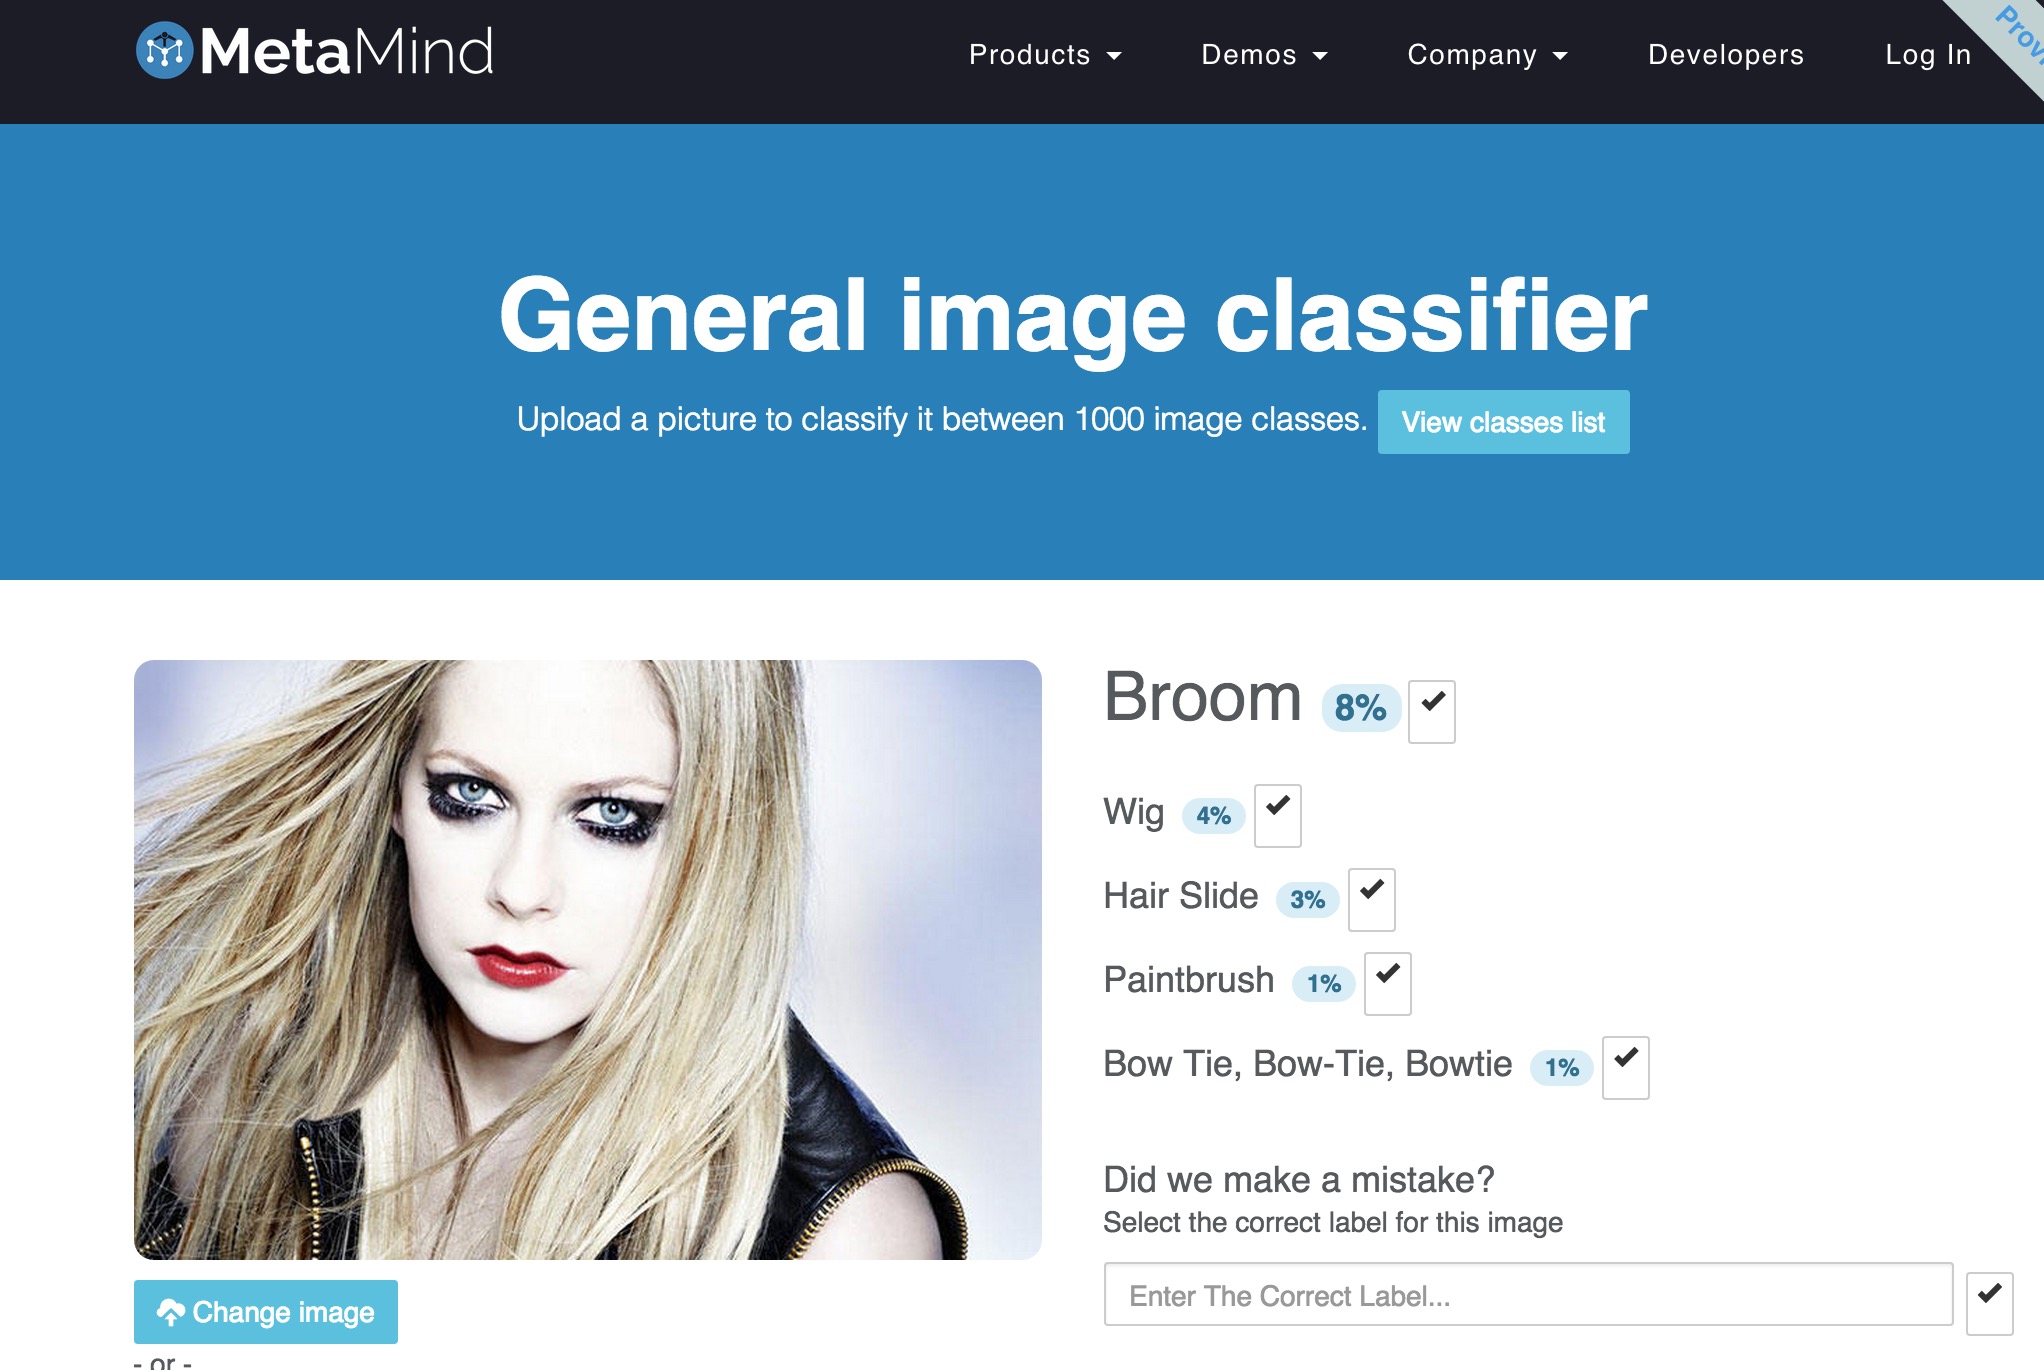 MetaMind
Products Demos Company Developers Log In
General image classifier
Upload a picture to classify it between 1000 image classes. View classes list
Broom 8%
Wig 4%
Hair Slide 3%
Paintbrush 1%
Bow Tie, Bow-Tie, Bowtie 1%
Did we make a mistake?
Select the correct label for this image
Enter The Correct Label...
Change image
- or -